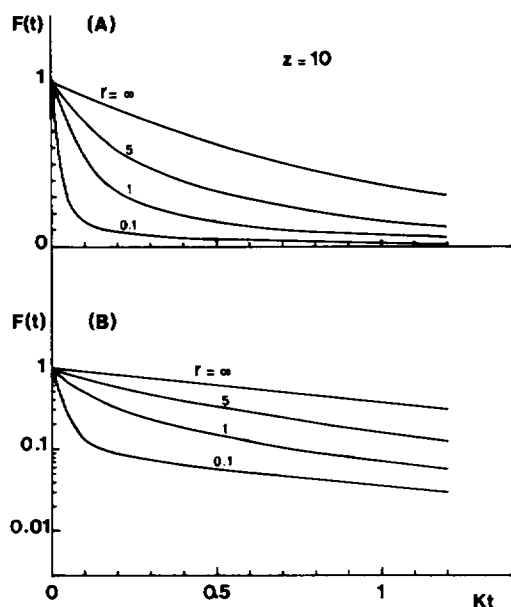 F(t) (A)
z = 10
r = ∞
1
5
1
0.1
0
F(t) (B)
1
r = ∞
5
1
0.1
0.1
0.01
0 0.5 1 Kt